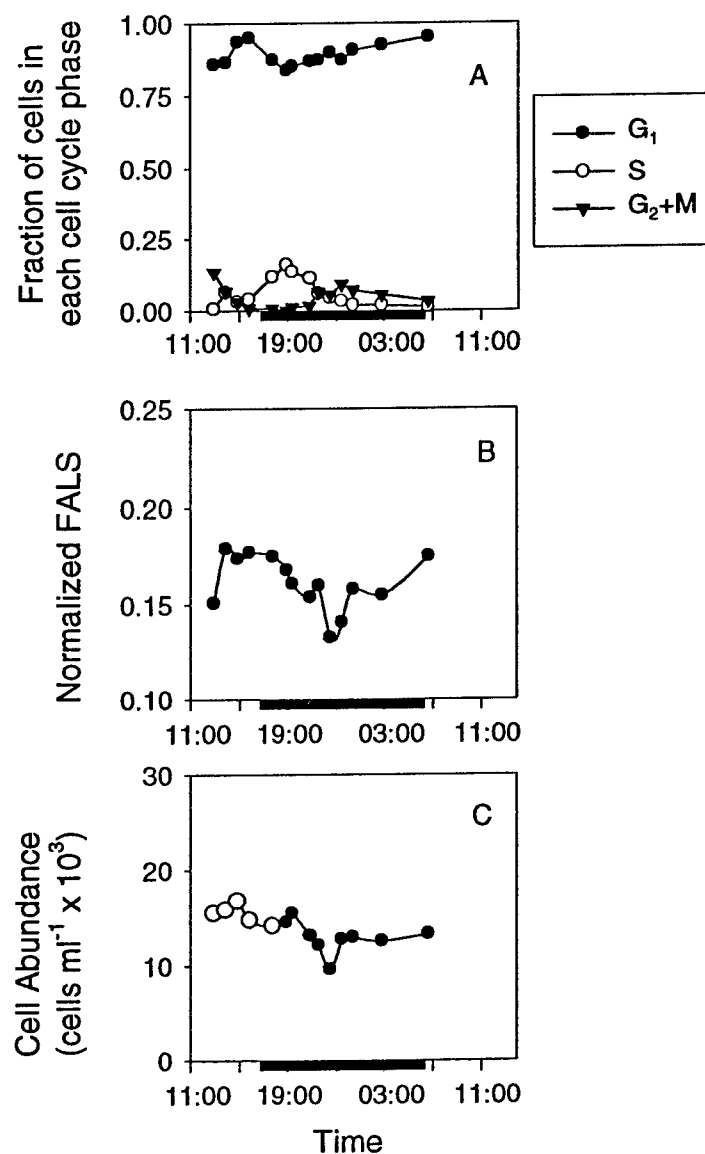 Fraction of cells in
each cell cycle phase
1.00
0.75
0.50
0.25
0.00
A
11:00 19:00 03:00 11:00
G₁
S
G₂+M
Normalized FALS
0.25
0.20
0.15
0.10
B
11:00 19:00 03:00 11:00
Cell Abundance
(cells ml⁻¹ x 10³)
30
20
10
0
C
11:00 19:00 03:00 11:00
Time